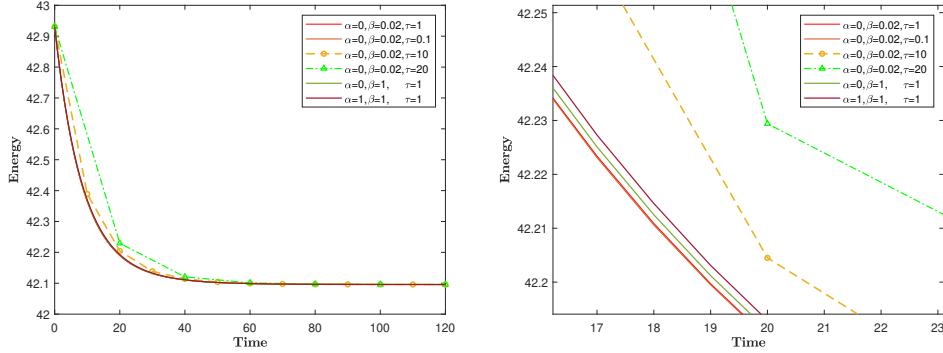 43
42.9
42.8
42.7
42.6
42.5
42.4
42.3
42.2
42.1
42
Energy
0
20
40
60
80
100
120
Time
α=0,β=0.02,τ=1
α=0,β=0.02,τ=0.1
α=0,β=0.02,τ=10
α=0,β=0.02,τ=20
α=0,β=1, τ=1
α=1,β=1, τ=1
42.25
42.24
42.23
42.22
42.21
42.2
Energy
17
18
19
20
21
22
23
Time
α=0,β=0.02,τ=1
α=0,β=0.02,τ=0.1
α=0,β=0.02,τ=10
α=0,β=0.02,τ=20
α=0,β=1, τ=1
α=1,β=1, τ=1